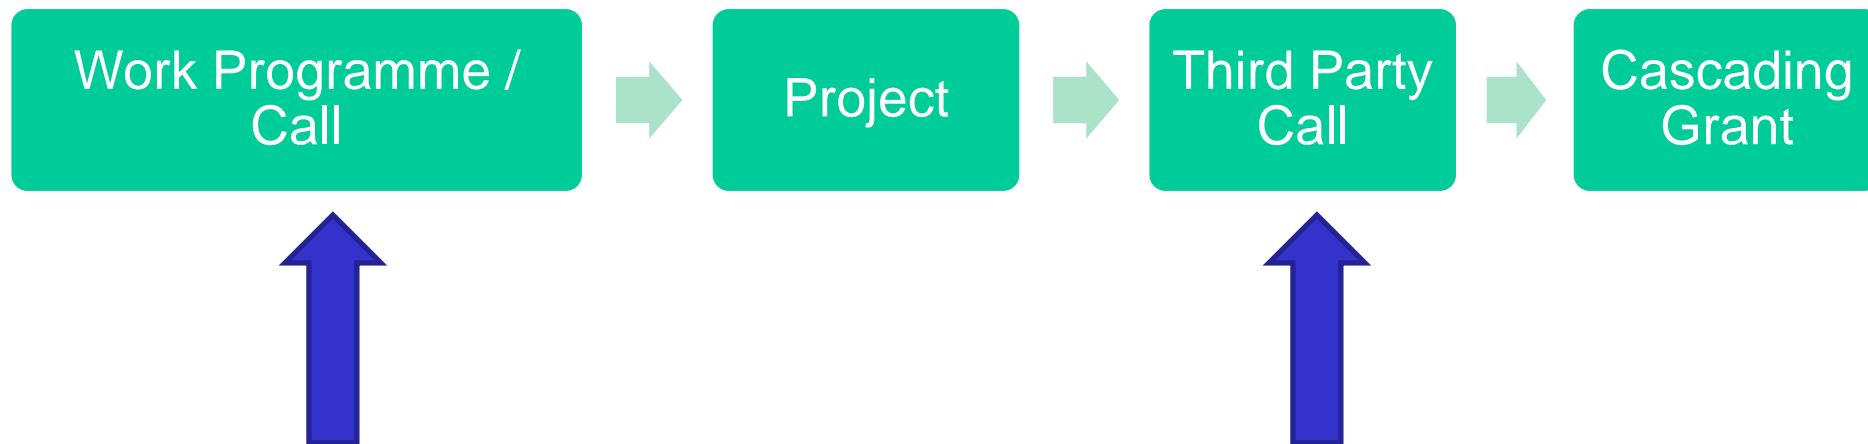 Work Programme /
Call
Project
Third Party
Call
Cascading
Grant